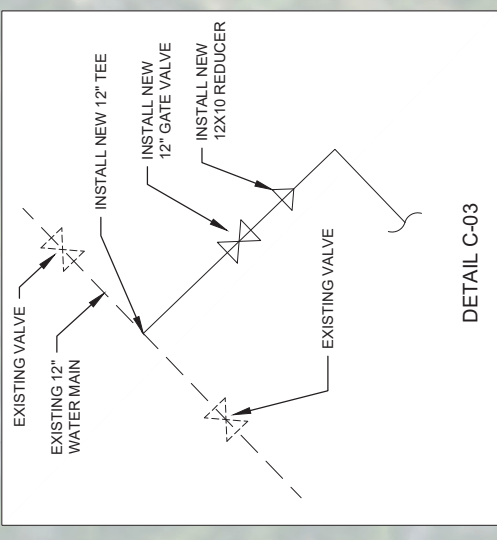 EXISTING VALVE
EXISTING 12"
WATER MAIN
INSTALL NEW 12" TEE
INSTALL NEW
12" GATE VALVE
INSTALL NEW
12X10 REDUCER
EXISTING VALVE
DETAIL C-03